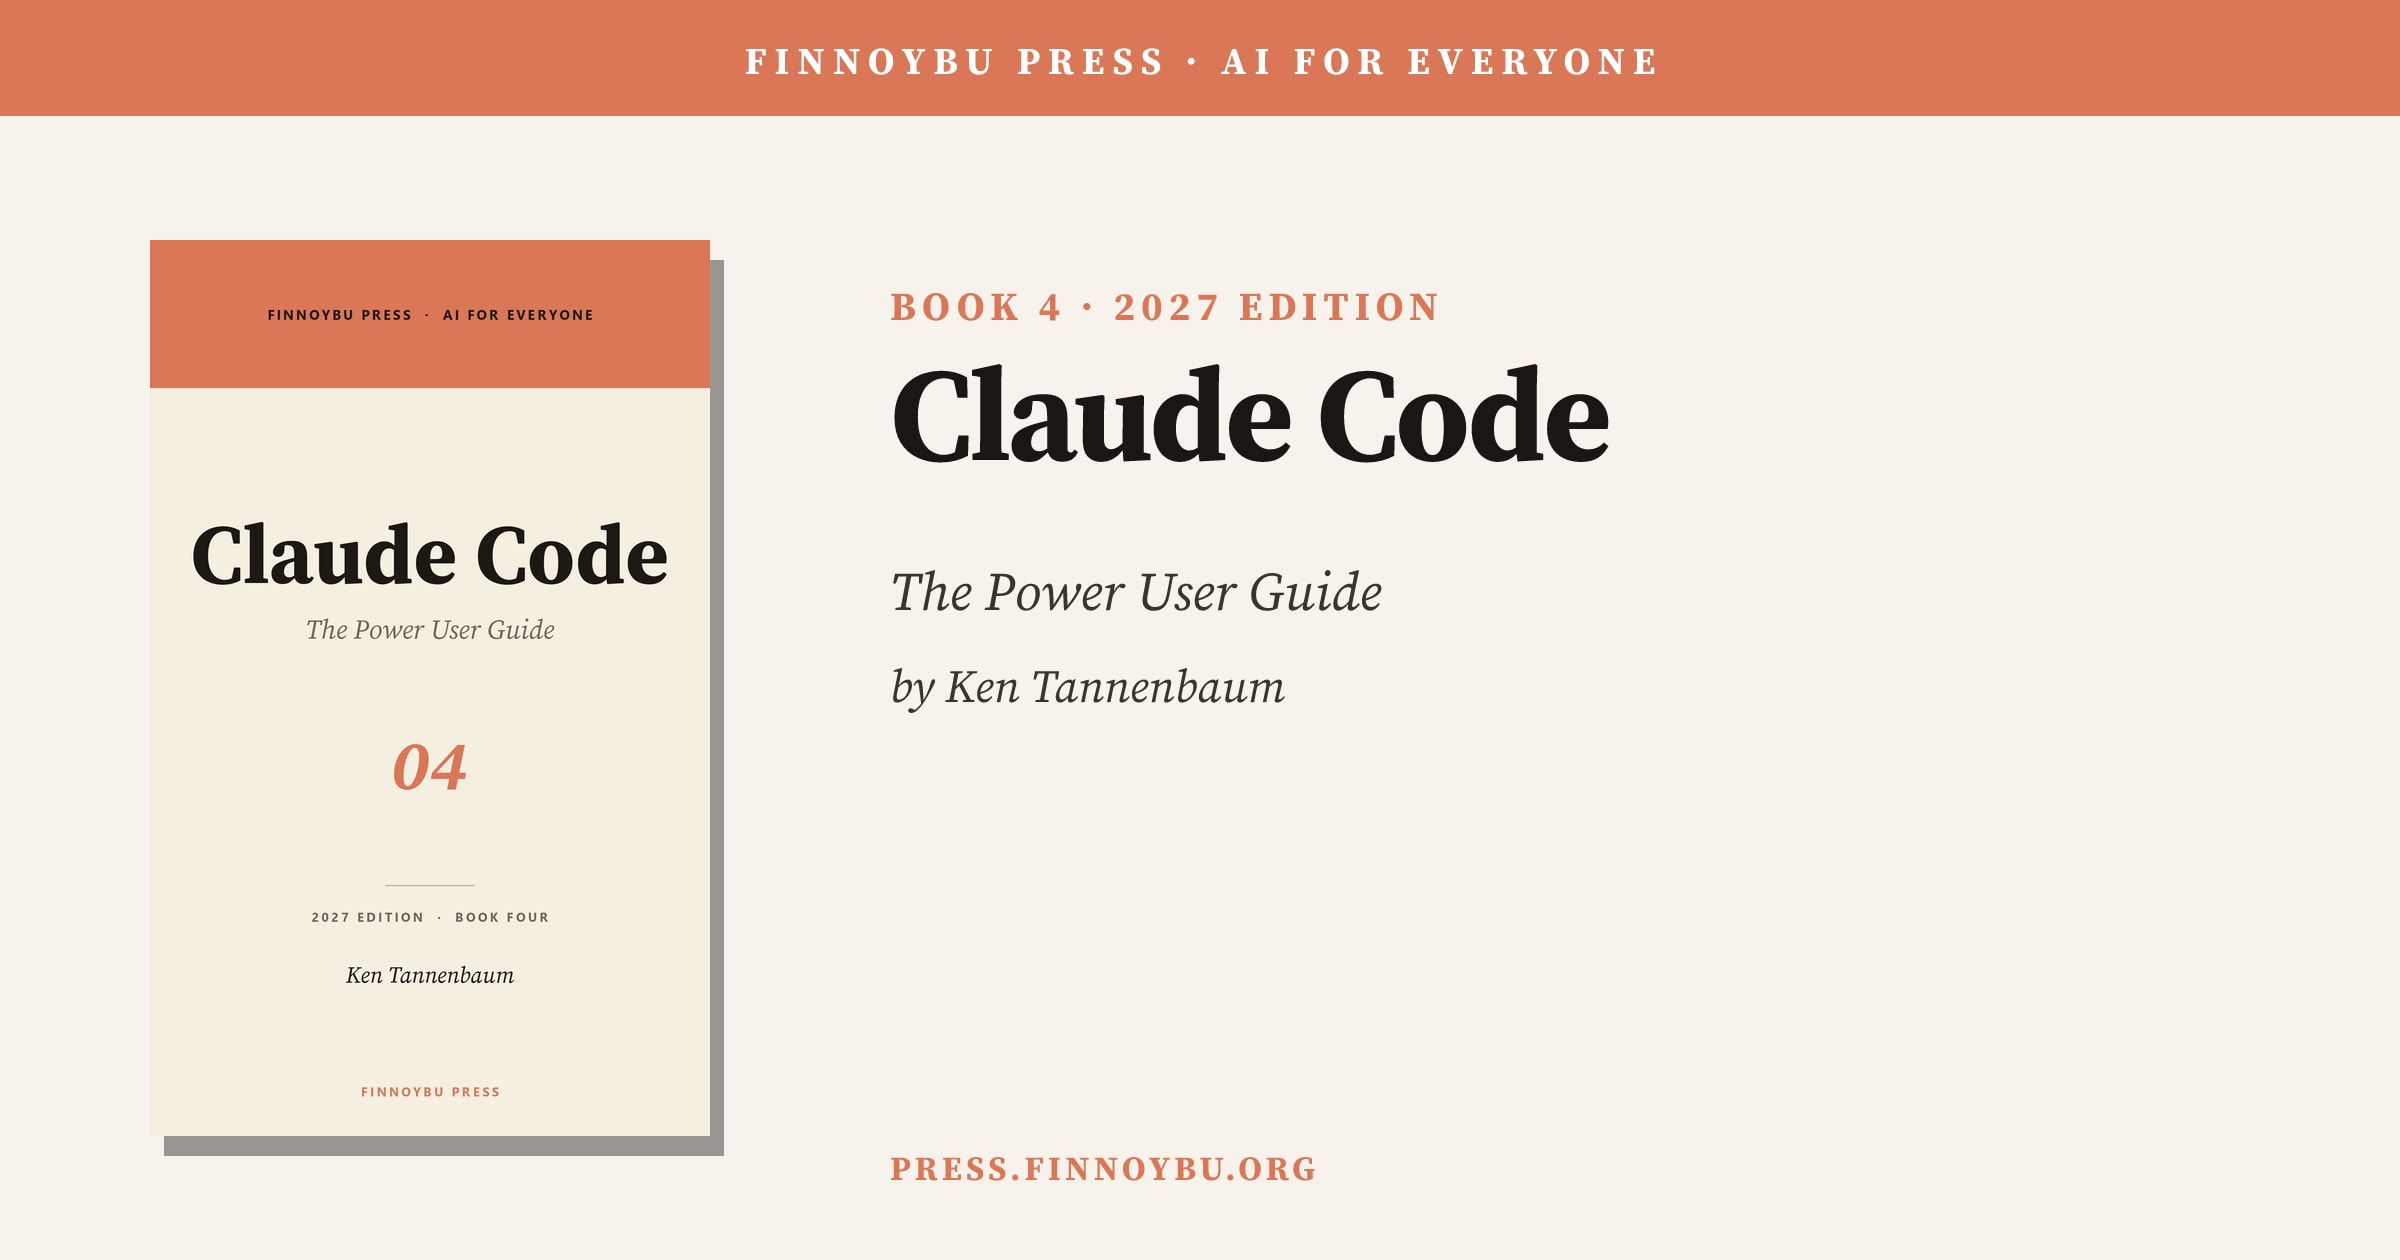 FINNOYBU PRESS · AI FOR EVERYONE
FINNOYBU PRESS · AI FOR EVERYONE
Claude Code
The Power User Guide
04
2027 EDITION · BOOK FOUR
Ken Tannenbaum
FINNOYBU PRESS
BOOK 4 · 2027 EDITION
Claude Code
The Power User Guide
by Ken Tannenbaum
PRESS.FINNOYBU.ORG